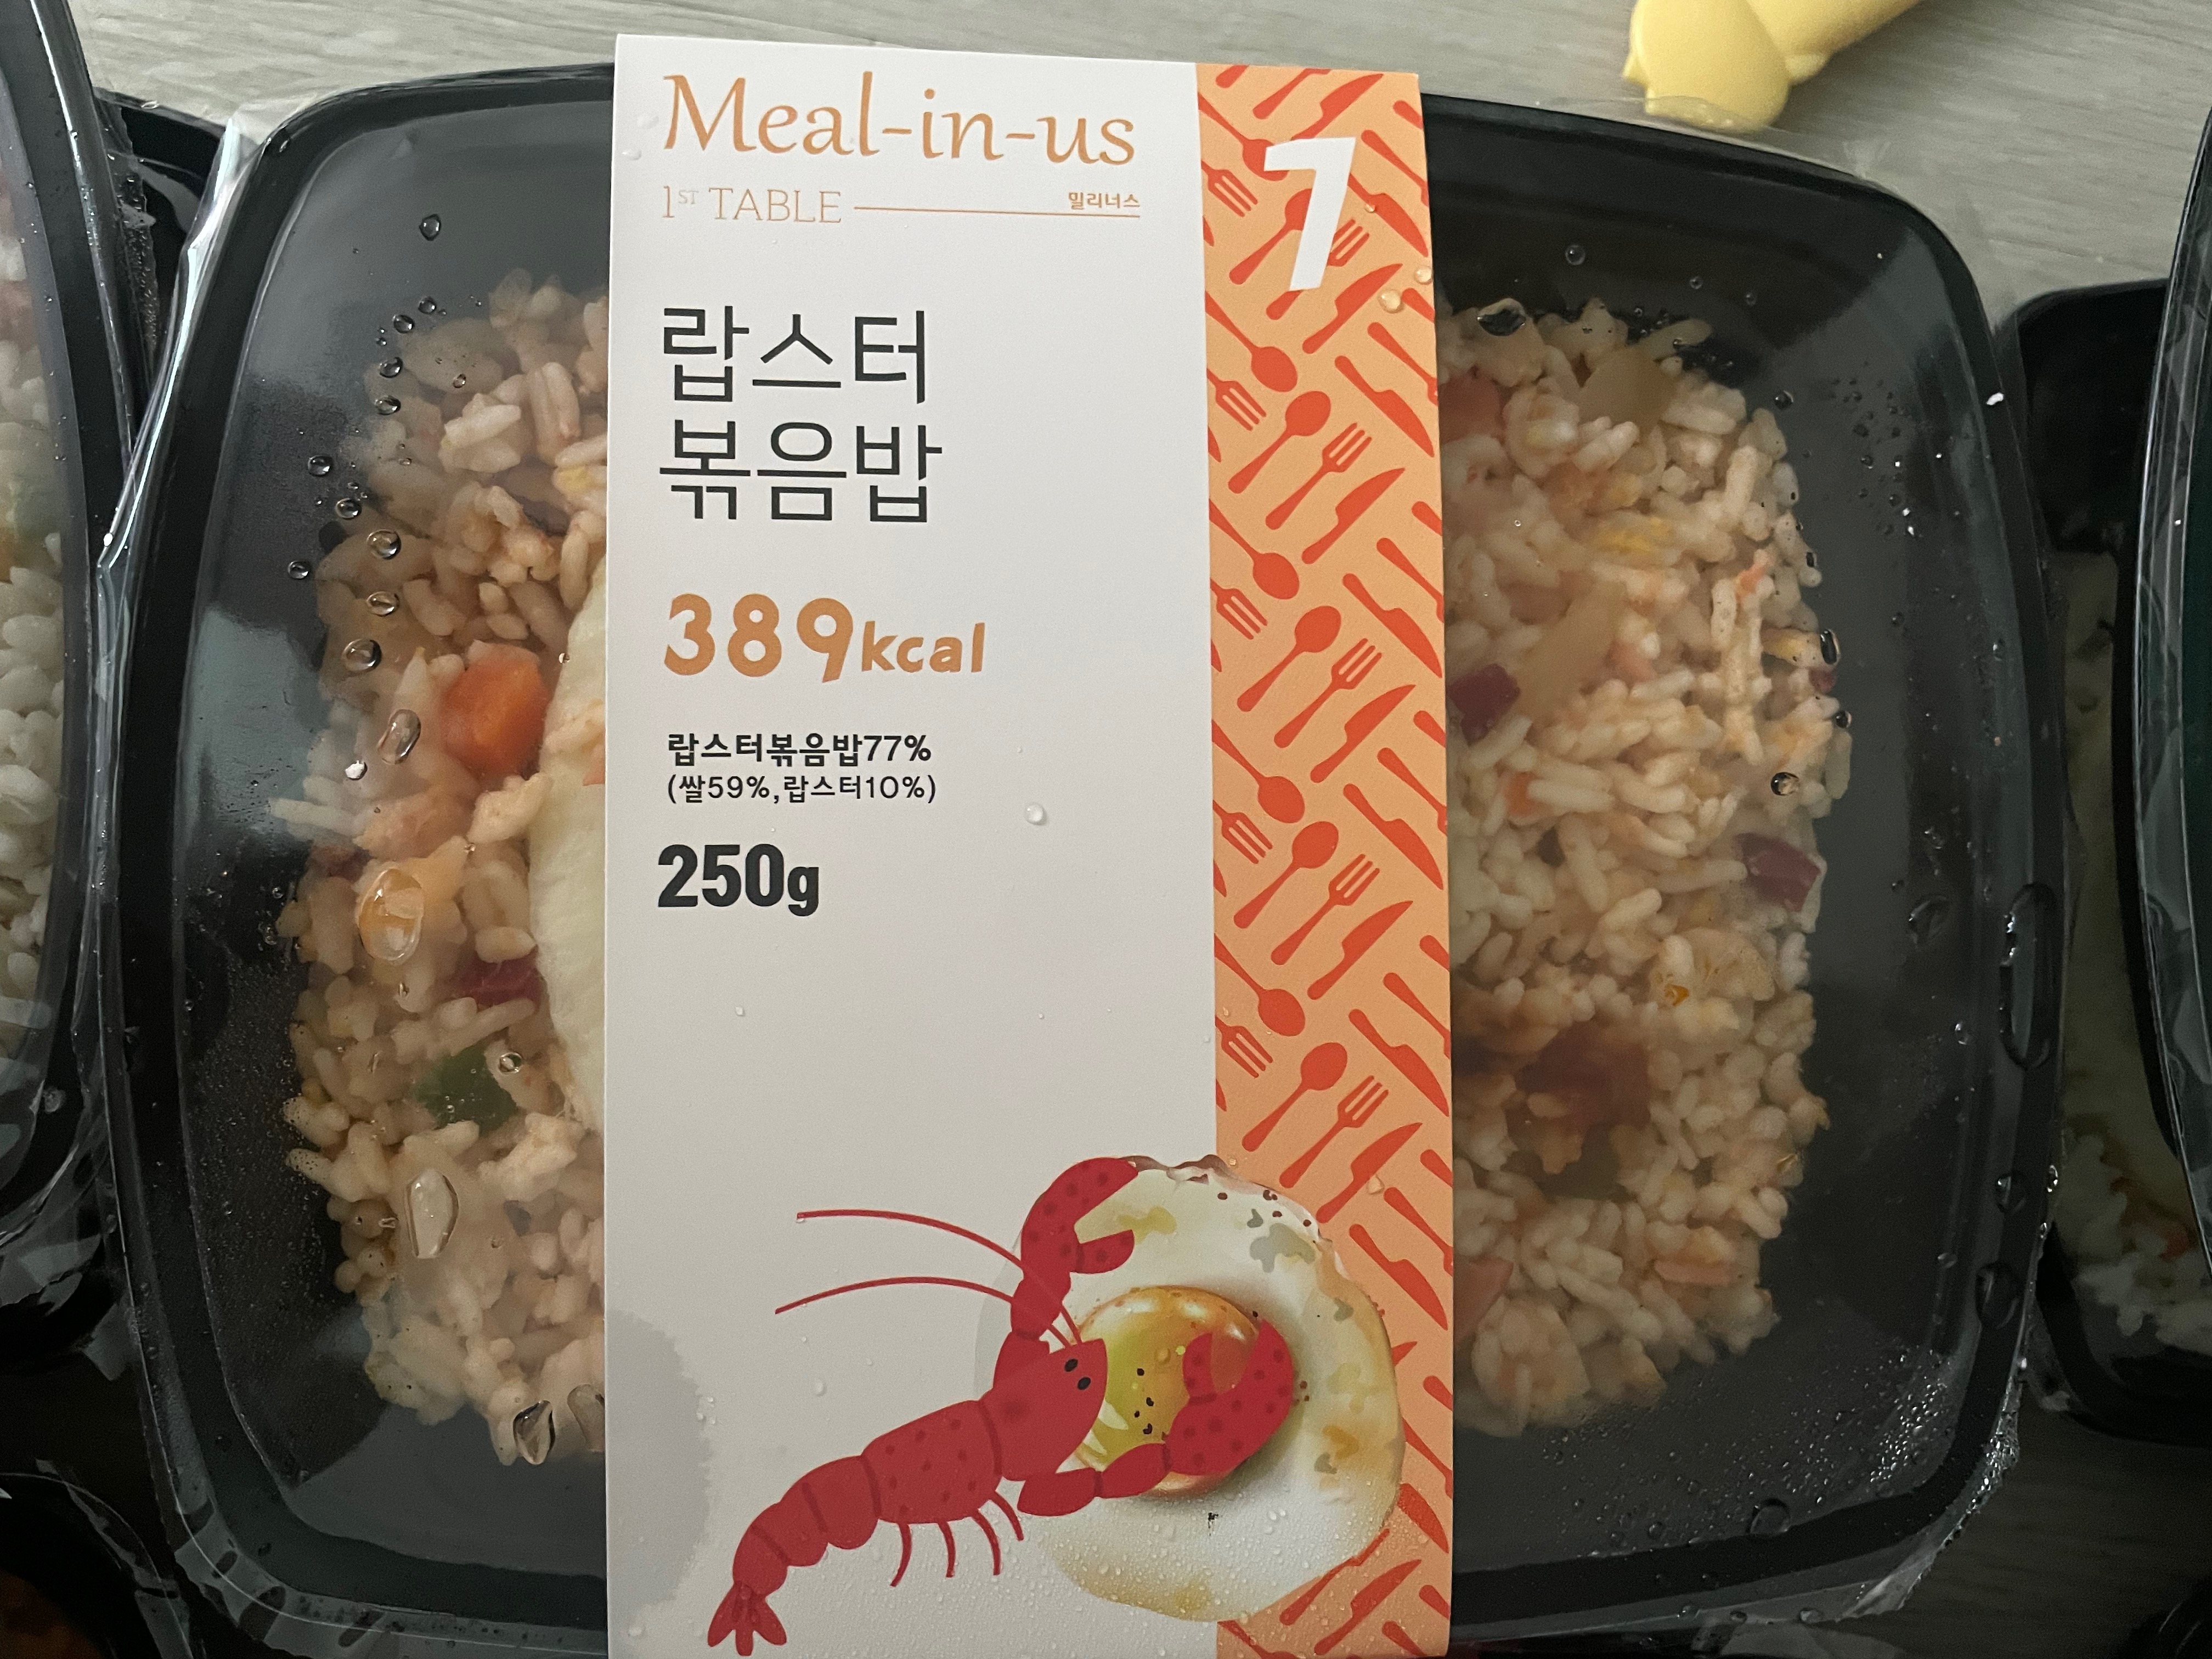 Meal-in-us
1ST TABLE
밀리너스
1
랍스터
볶음밥
389kcal
랍스터볶음밥77%
(쌀59%,랍스터10%)
250g